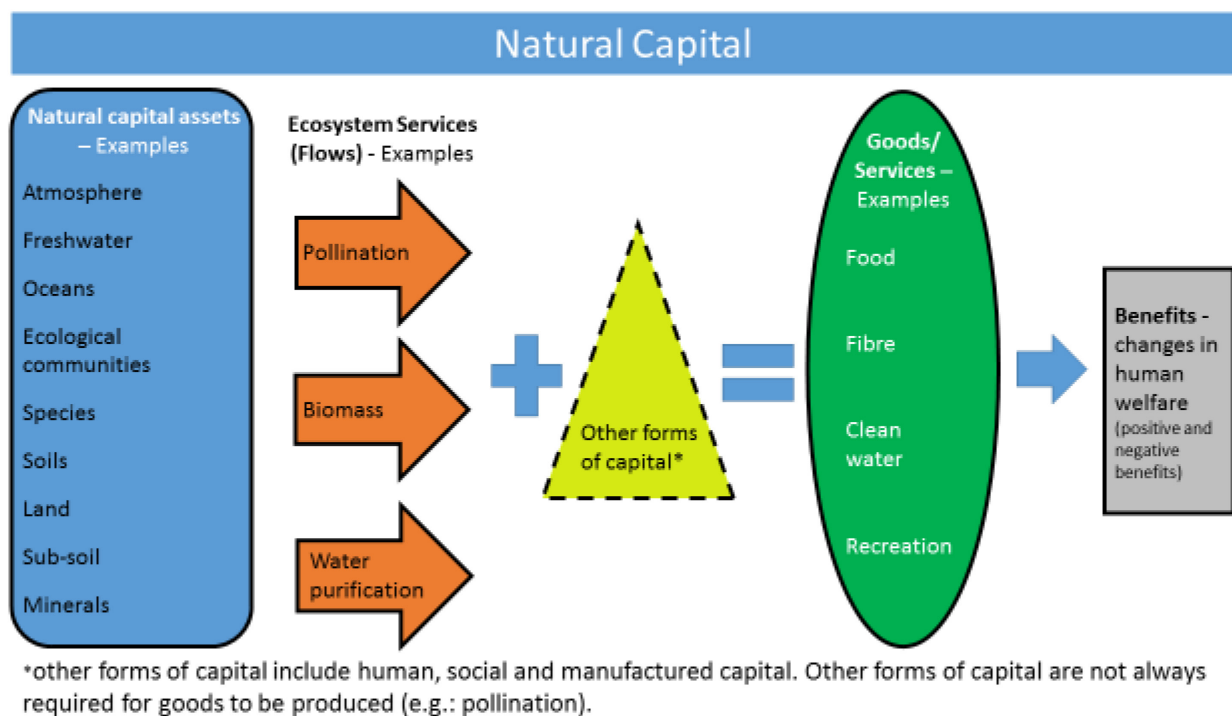 Natural Capital
Natural capital assets
– Examples
Atmosphere
Freshwater
Oceans
Ecological
communities
Species
Soils
Land
Sub-soil
Minerals
Ecosystem Services
(Flows) - Examples
Pollination
Biomass
Water
purification
Other forms
of capital*
Goods/
Services –
Examples
Food
Fibre
Clean
water
Recreation
Benefits -
changes in
human
welfare
(positive and
negative
benefits)
*other forms of capital include human, social and manufactured capital. Other forms of capital are not always
required for goods to be produced (e.g.: pollination).